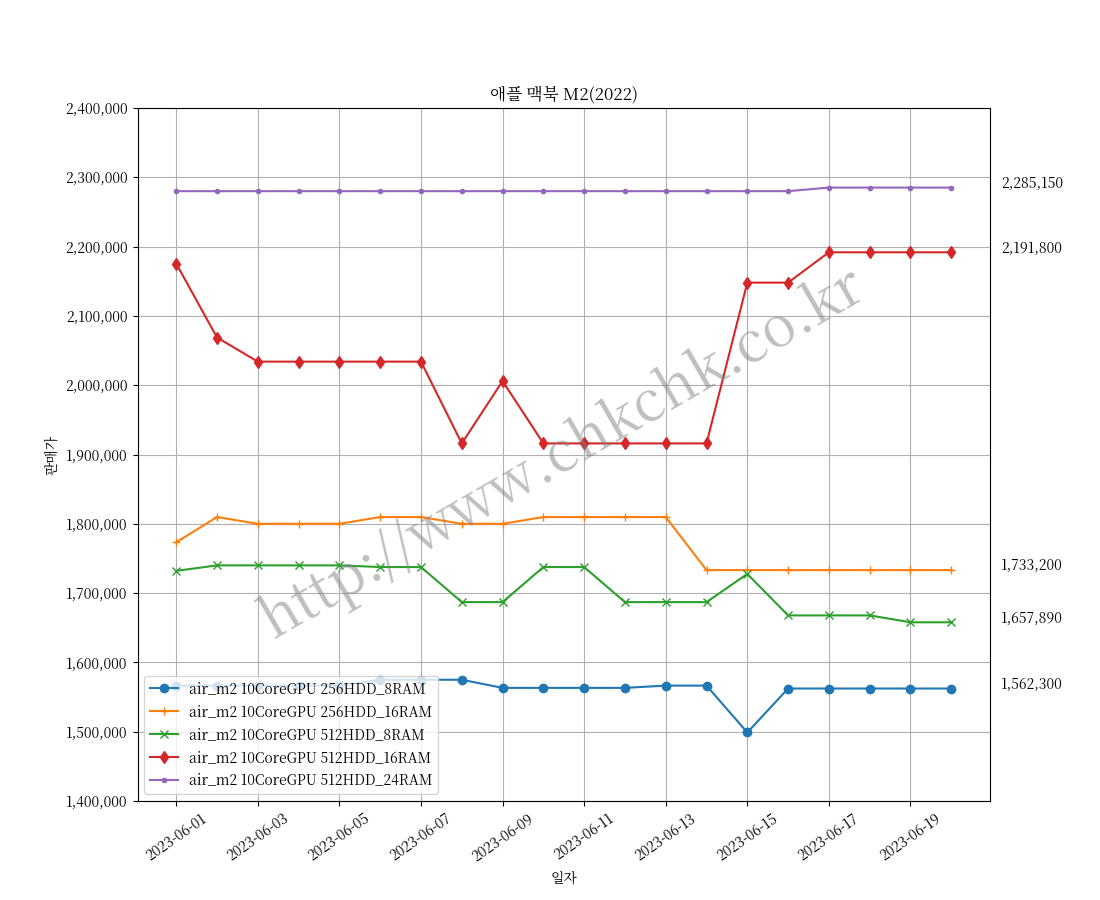 애플 맥북 M2(2022)
2,400,000
2,300,000
2,200,000
2,100,000
2,000,000
1,900,000
1,800,000
1,700,000
1,600,000
1,500,000
1,400,000
판매가
2,285,150
2,191,800
1,733,200
1,657,890
1,562,300
http://www.chkchk.co.kr
air_m2 10CoreGPU 256HDD_8RAM
air_m2 10CoreGPU 256HDD_16RAM
air_m2 10CoreGPU 512HDD_8RAM
air_m2 10CoreGPU 512HDD_16RAM
air_m2 10CoreGPU 512HDD_24RAM
2023-06-01
2023-06-03
2023-06-05
2023-06-07
2023-06-09
2023-06-11
2023-06-13
2023-06-15
2023-06-17
2023-06-19
일자